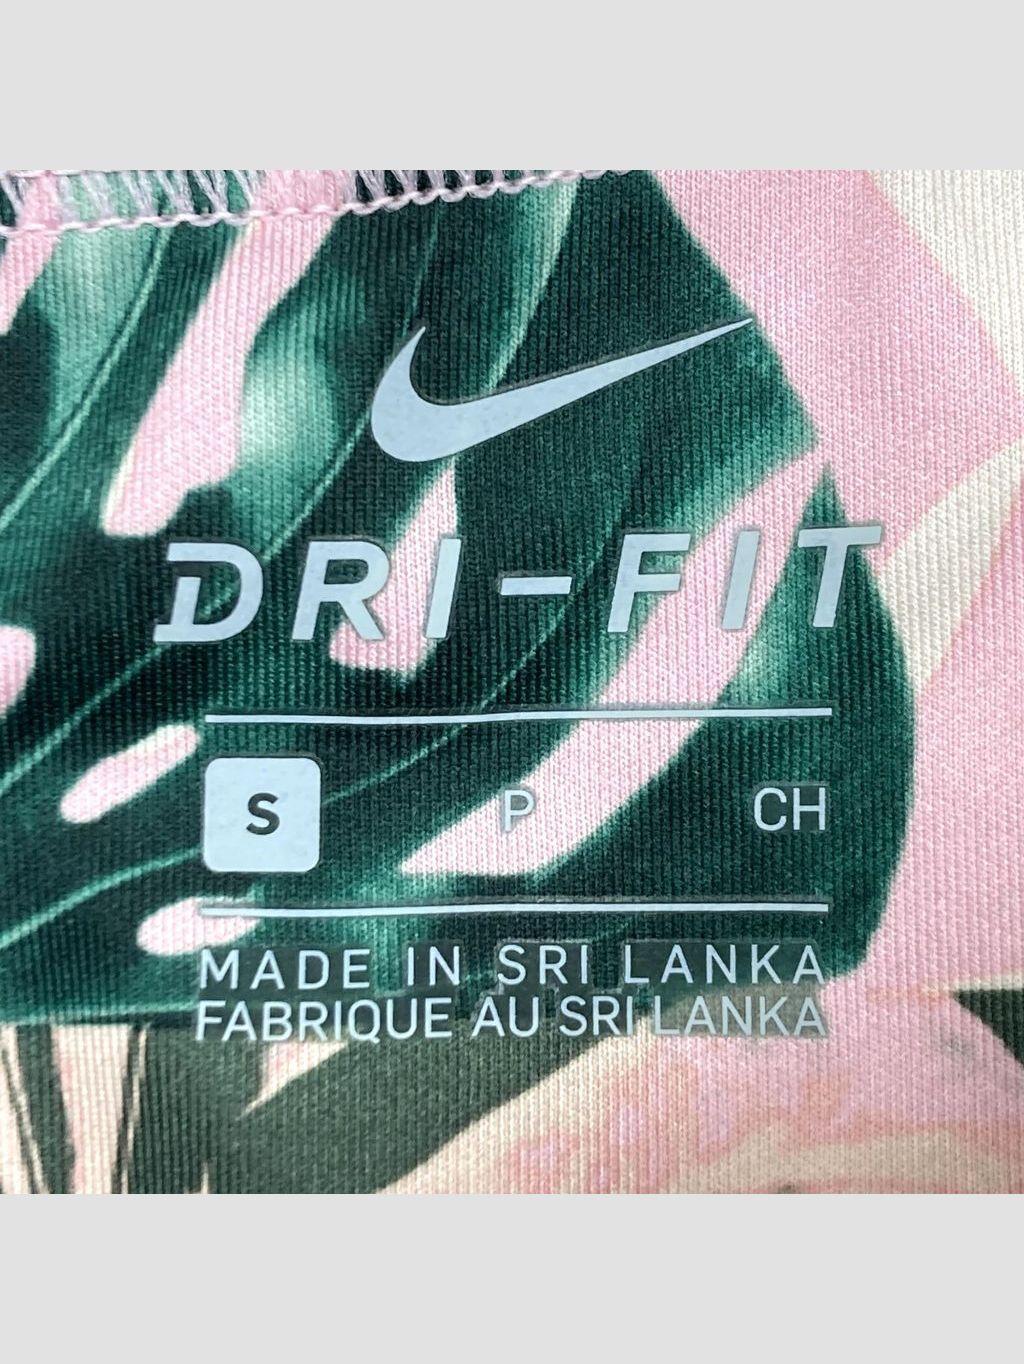 DRI-FIT
S P CH
MADE IN SRI LANKA
FABRIQUE AU SRI LANKA